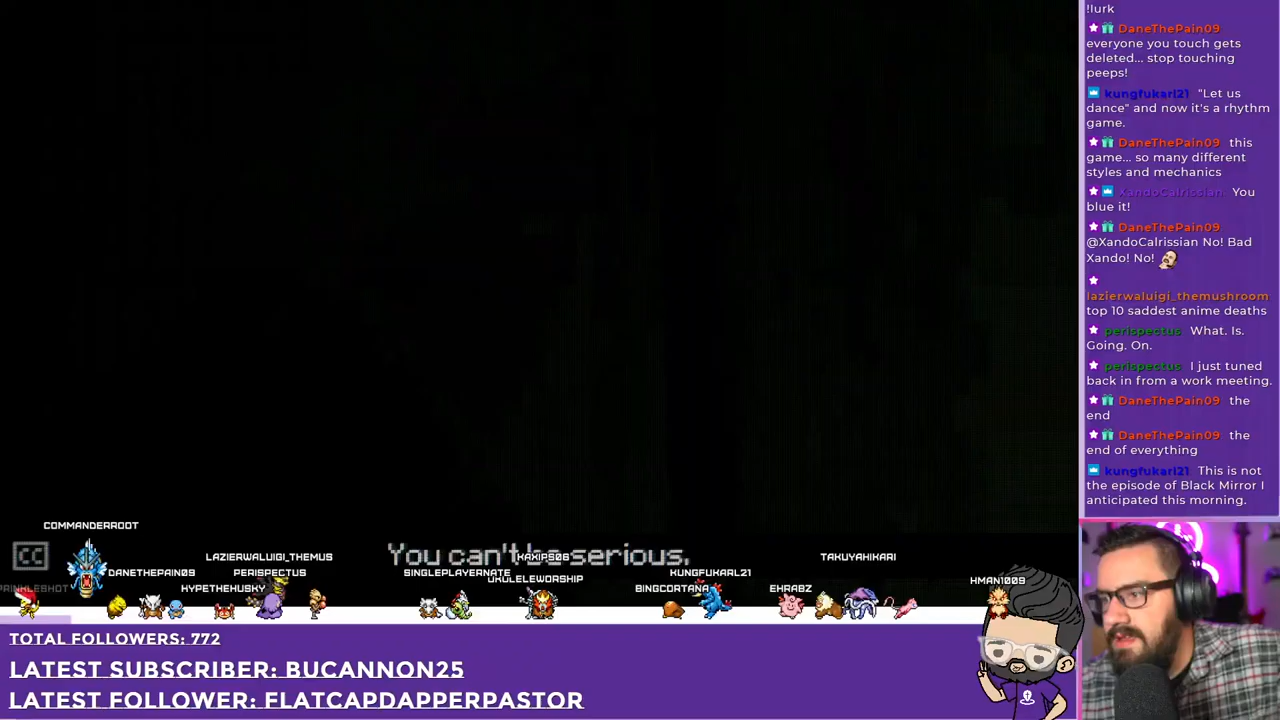 !lurk
DaneThePain09
everyone you touch gets
deleted... stop touching
peeps!
kungfukarl21 "Let us
dance" and now it's a rhythm
game.
DaneThePain09 this
game... so many different
styles and mechanics
XandoCalrissian You
blue it!
DaneThePain09
@XandoCalrissian No! Bad
Xando! No!
lazierwaluigi_themushroom
top 10 saddest anime deaths
perispectus What. Is.
Going. On.
perispectus I just tuned
back in from a work meeting.
DaneThePain09 the
end
DaneThePain09 the
end of everything
kungfukarl21 This is not
the episode of Black Mirror I
anticipated this morning.
COMMANDERROOT
CC
You can't be serious.
LAZIERWALUIGI_THEMUS
TAKUYAHIKARI
DANETHEPAIN09
PERISPECTUS
SINGLEPLAYERNATE
UKULELEWORSHIP
KUNGFUKARL21
HMAN1009
HYPETHEHUSKY
BINGCORTANA
EHRABZ
TOTAL FOLLOWERS: 772
LATEST SUBSCRIBER: BUCANNON25
LATEST FOLLOWER: FLATCAPDAPPERPASTOR